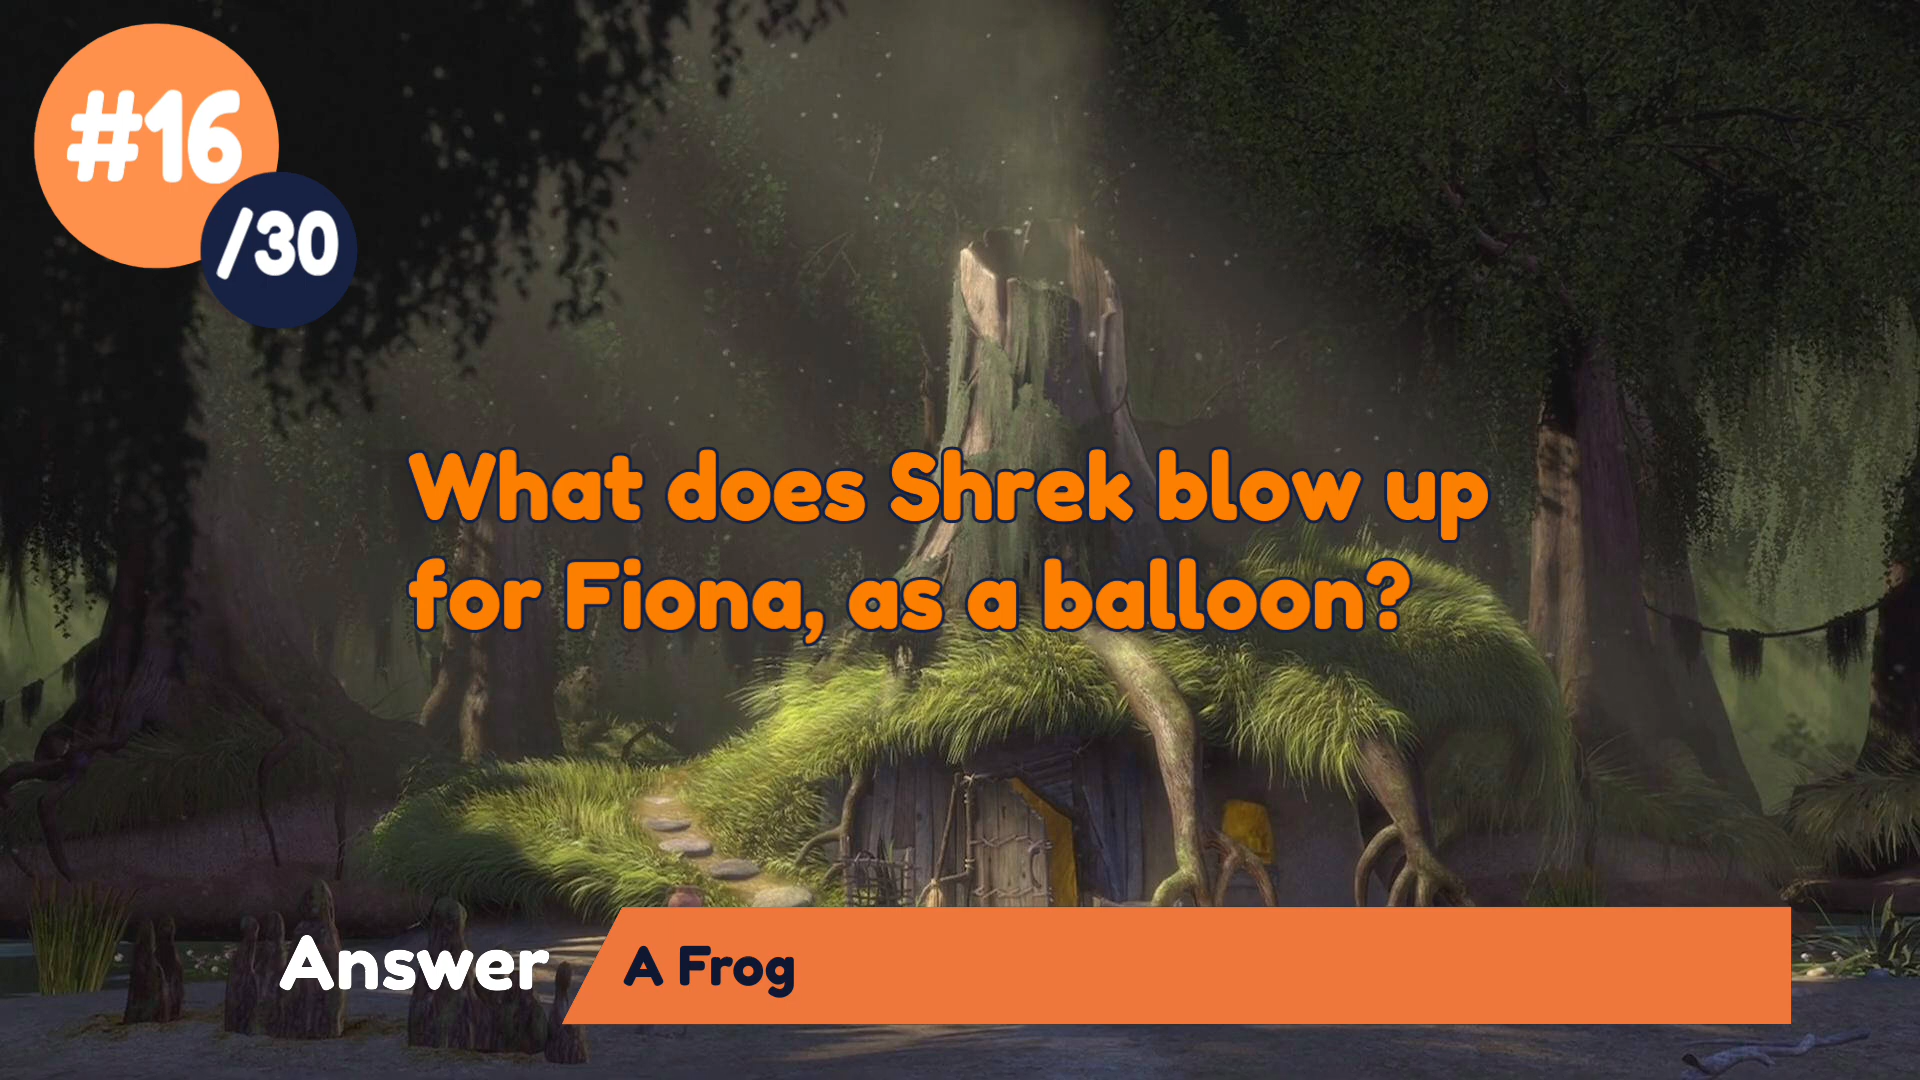 #16
/30
What does Shrek blow up
for Fiona, as a balloon?
Answer
A Frog